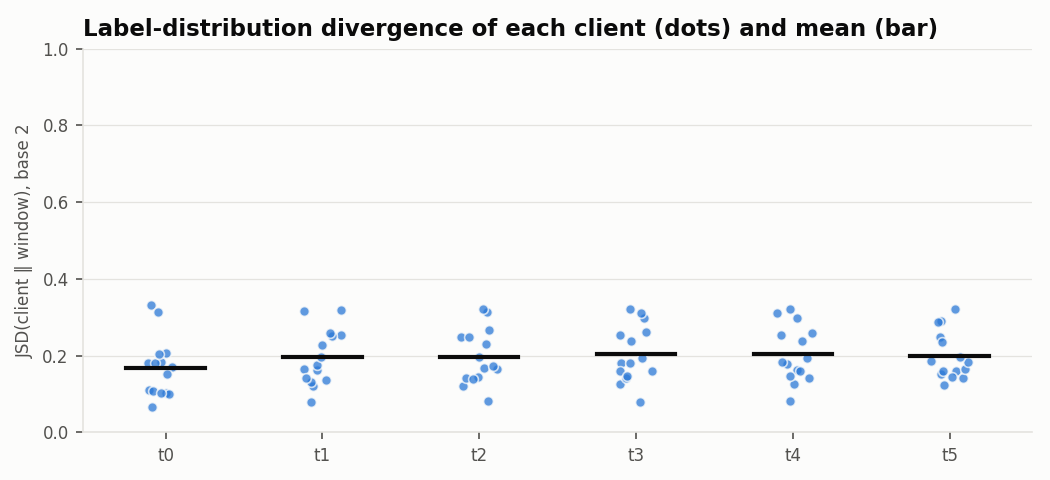 Label-distribution divergence of each client (dots) and mean (bar)
JSD(client ∥ window), base 2
1.0
0.8
0.6
0.4
0.2
0.0
t0 t1 t2 t3 t4 t5